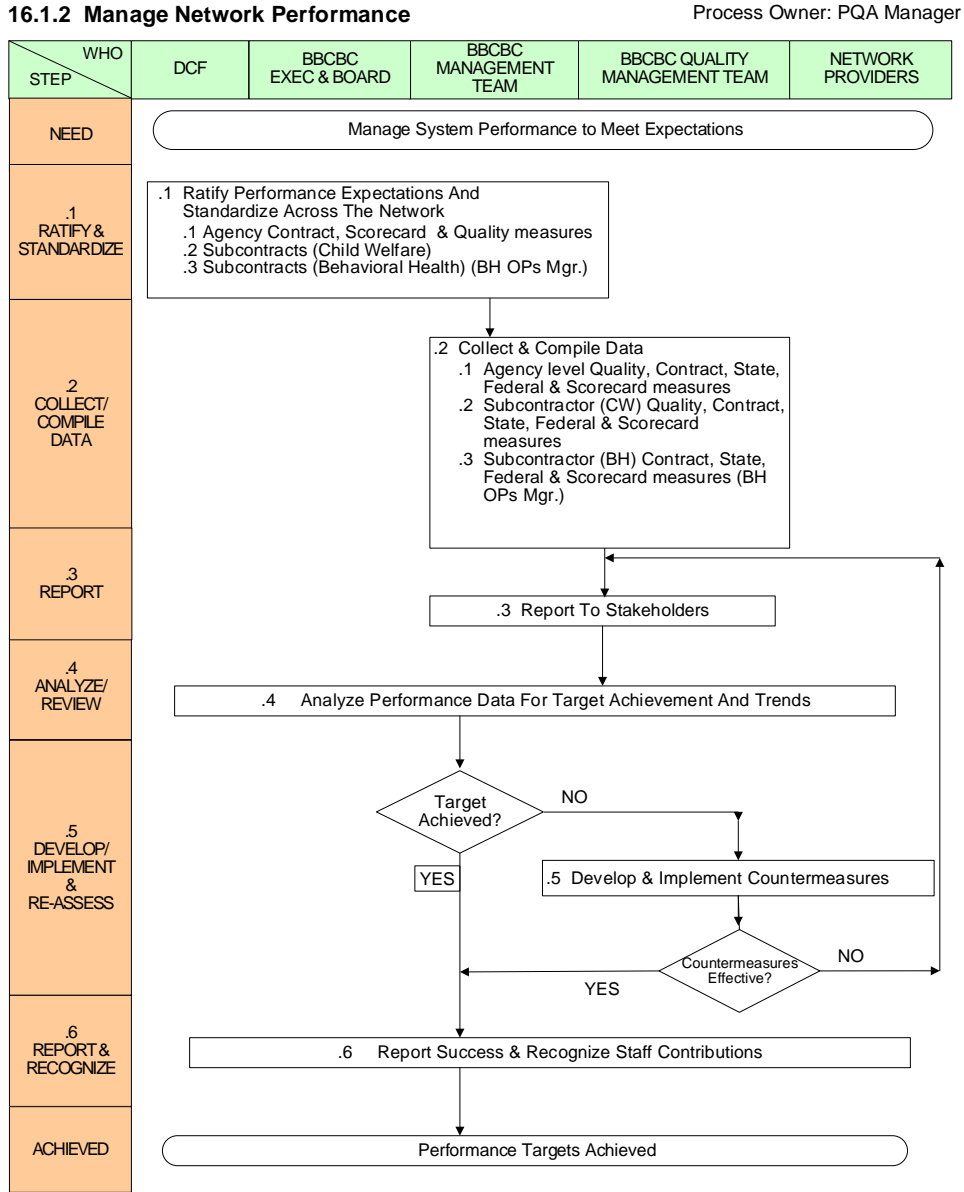 16.1.2 Manage Network Performance
Process Owner: PQA Manager
WHO
STEP
DCF
BBCBC
EXEC & BOARD
BBCBC
MANAGEMENT
TEAM
BBCBC QUALITY
MANAGEMENT TEAM
NETWORK
PROVIDERS
NEED
Manage System Performance to Meet Expectations
.1
RATIFY &
STANDARDIZE
.1 Ratify Performance Expectations And
Standardize Across The Network
.1 Agency Contract, Scorecard & Quality measures
.2 Subcontracts (Child Welfare)
.3 Subcontracts (Behavioral Health) (BH OPs Mgr.)
.2
COLLECT/
COMPILE
DATA
.2 Collect & Compile Data
.1 Agency level Quality, Contract, State,
Federal & Scorecard measures
.2 Subcontractor (CW) Quality, Contract,
State, Federal & Scorecard
measures
.3 Subcontractor (BH) Contract, State,
Federal & Scorecard measures (BH
OPs Mgr.)
.3
REPORT
.3 Report To Stakeholders
.4
ANALYZE/
REVIEW
.4 Analyze Performance Data For Target Achievement And Trends
.5
DEVELOP/
IMPLEMENT
&
RE-ASSESS
Target
Achieved?
NO
YES
.5 Develop & Implement Countermeasures
Countermeasures
Effective?
NO
YES
.6
REPORT &
RECOGNIZE
.6 Report Success & Recognize Staff Contributions
ACHIEVED
Performance Targets Achieved